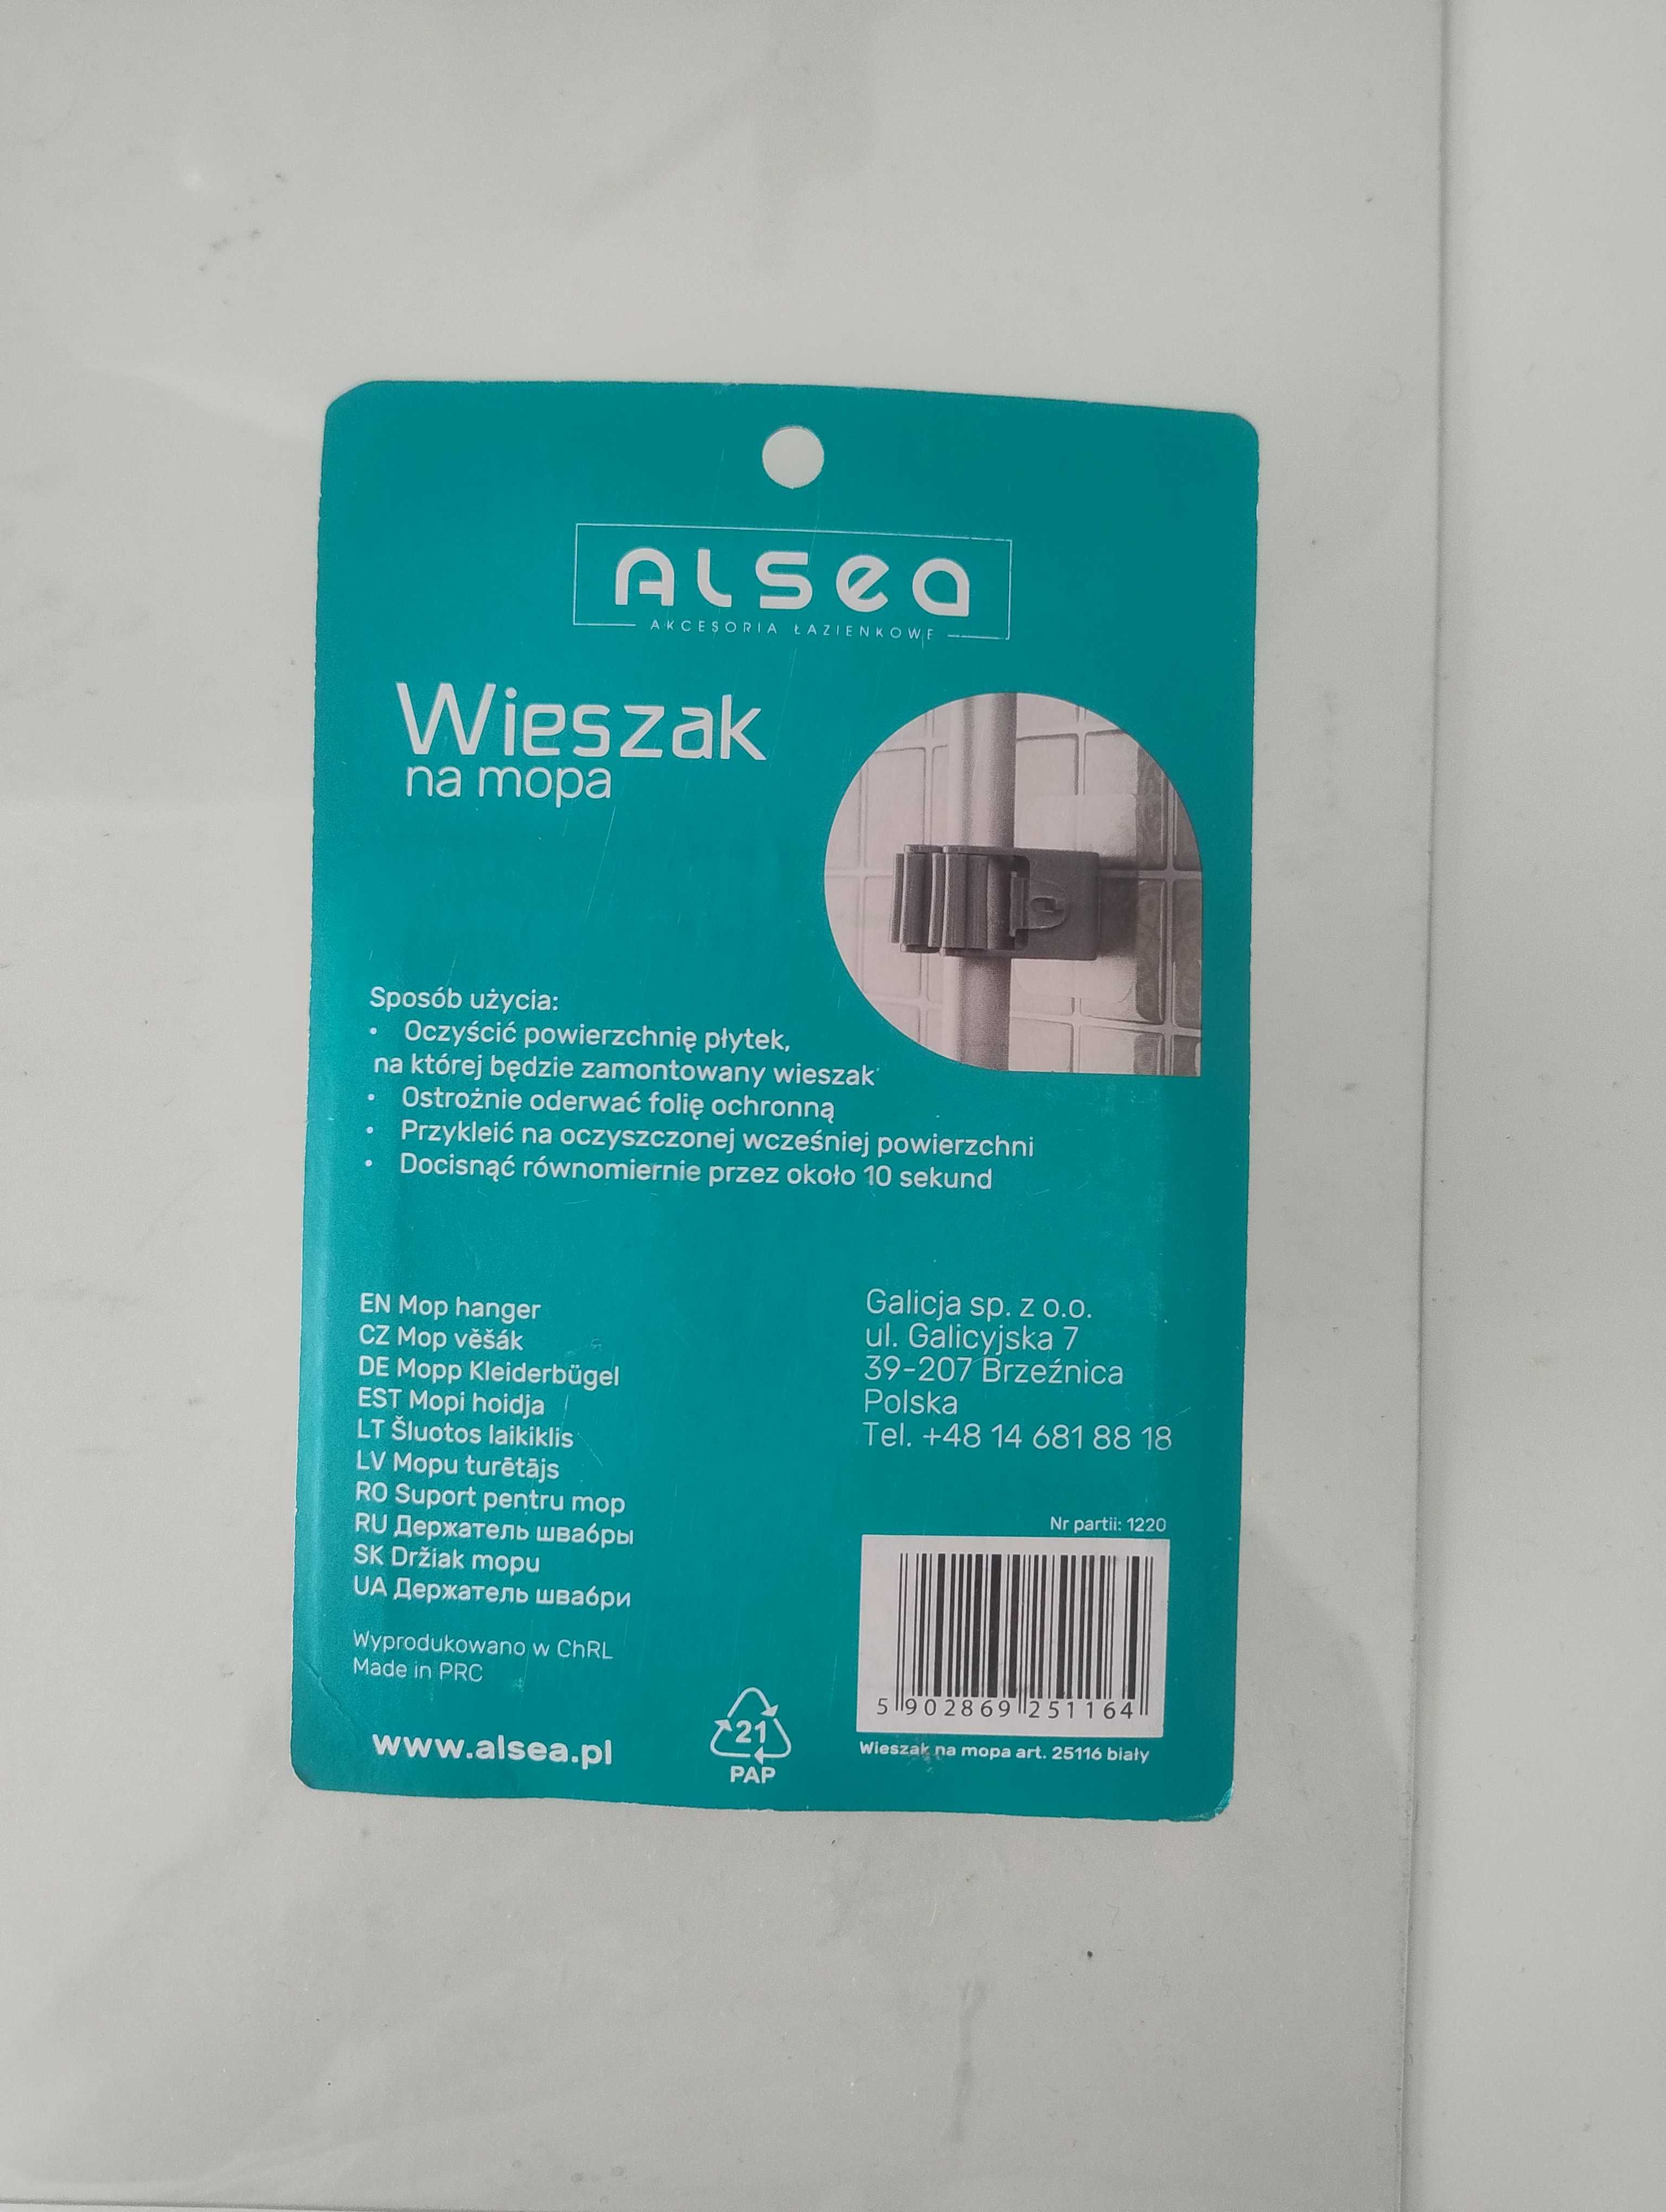 ALSEA
AKCESORIA ŁAZIENKOWE
Wieszak
na mopa
Sposób użycia:
• Oczyścić powierzchnię płytek,
na której będzie zamontowany wieszak
• Ostrożnie oderwać folię ochronną
• Przykleić na oczyszczonej wcześniej powierzchni
• Docisnąć równomiernie przez około 10 sekund
EN Mop hanger
CZ Mop věšák
DE Mopp Kleiderbügel
EST Mopi hoidja
LT Šluotos laikiklis
LV Mopu turētājs
RO Suport pentru mop
RU Держатель швабры
SK Držiak mopu
UA Держатель швабри
Wyprodukowano w ChRL
Made in PRC
www.alsea.pl
21
PAP
Galicja sp. z o.o.
ul. Galicyjska 7
39-207 Brzeźnica
Polska
Tel. +48 14 681 88 18
Nr partii: 1220
5 902869 251164
Wieszak na mopa art. 25116 biały